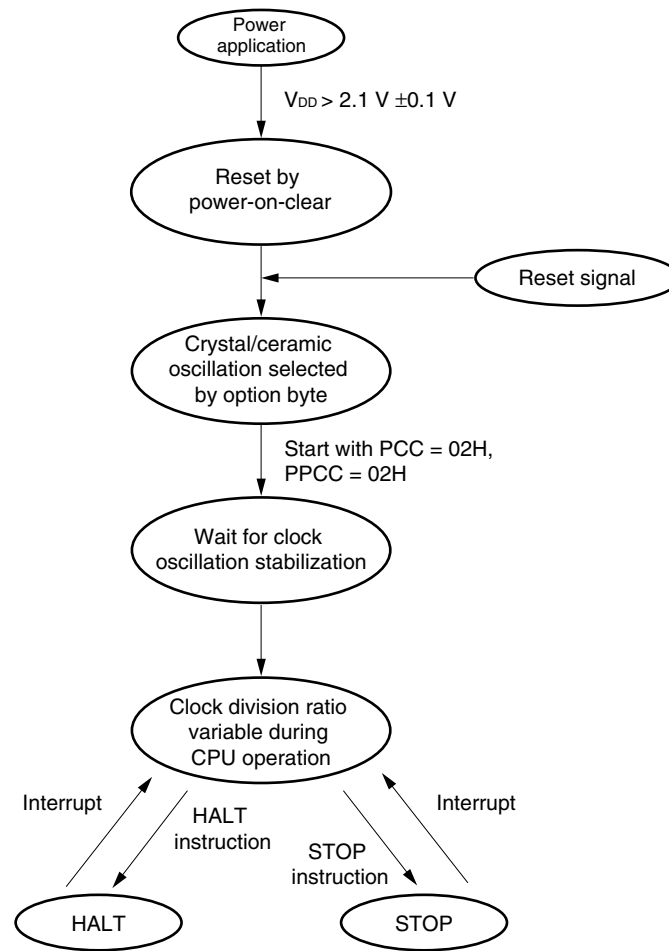 Power
application
VDD > 2.1 V ±0.1 V
Reset by
power-on-clear
Reset signal
Crystal/ceramic
oscillation selected
by option byte
Start with PCC = 02H,
PPCC = 02H
Wait for clock
oscillation stabilization
Clock division ratio
variable during
CPU operation
Interrupt
HALT
instruction
STOP
instruction
Interrupt
HALT
STOP